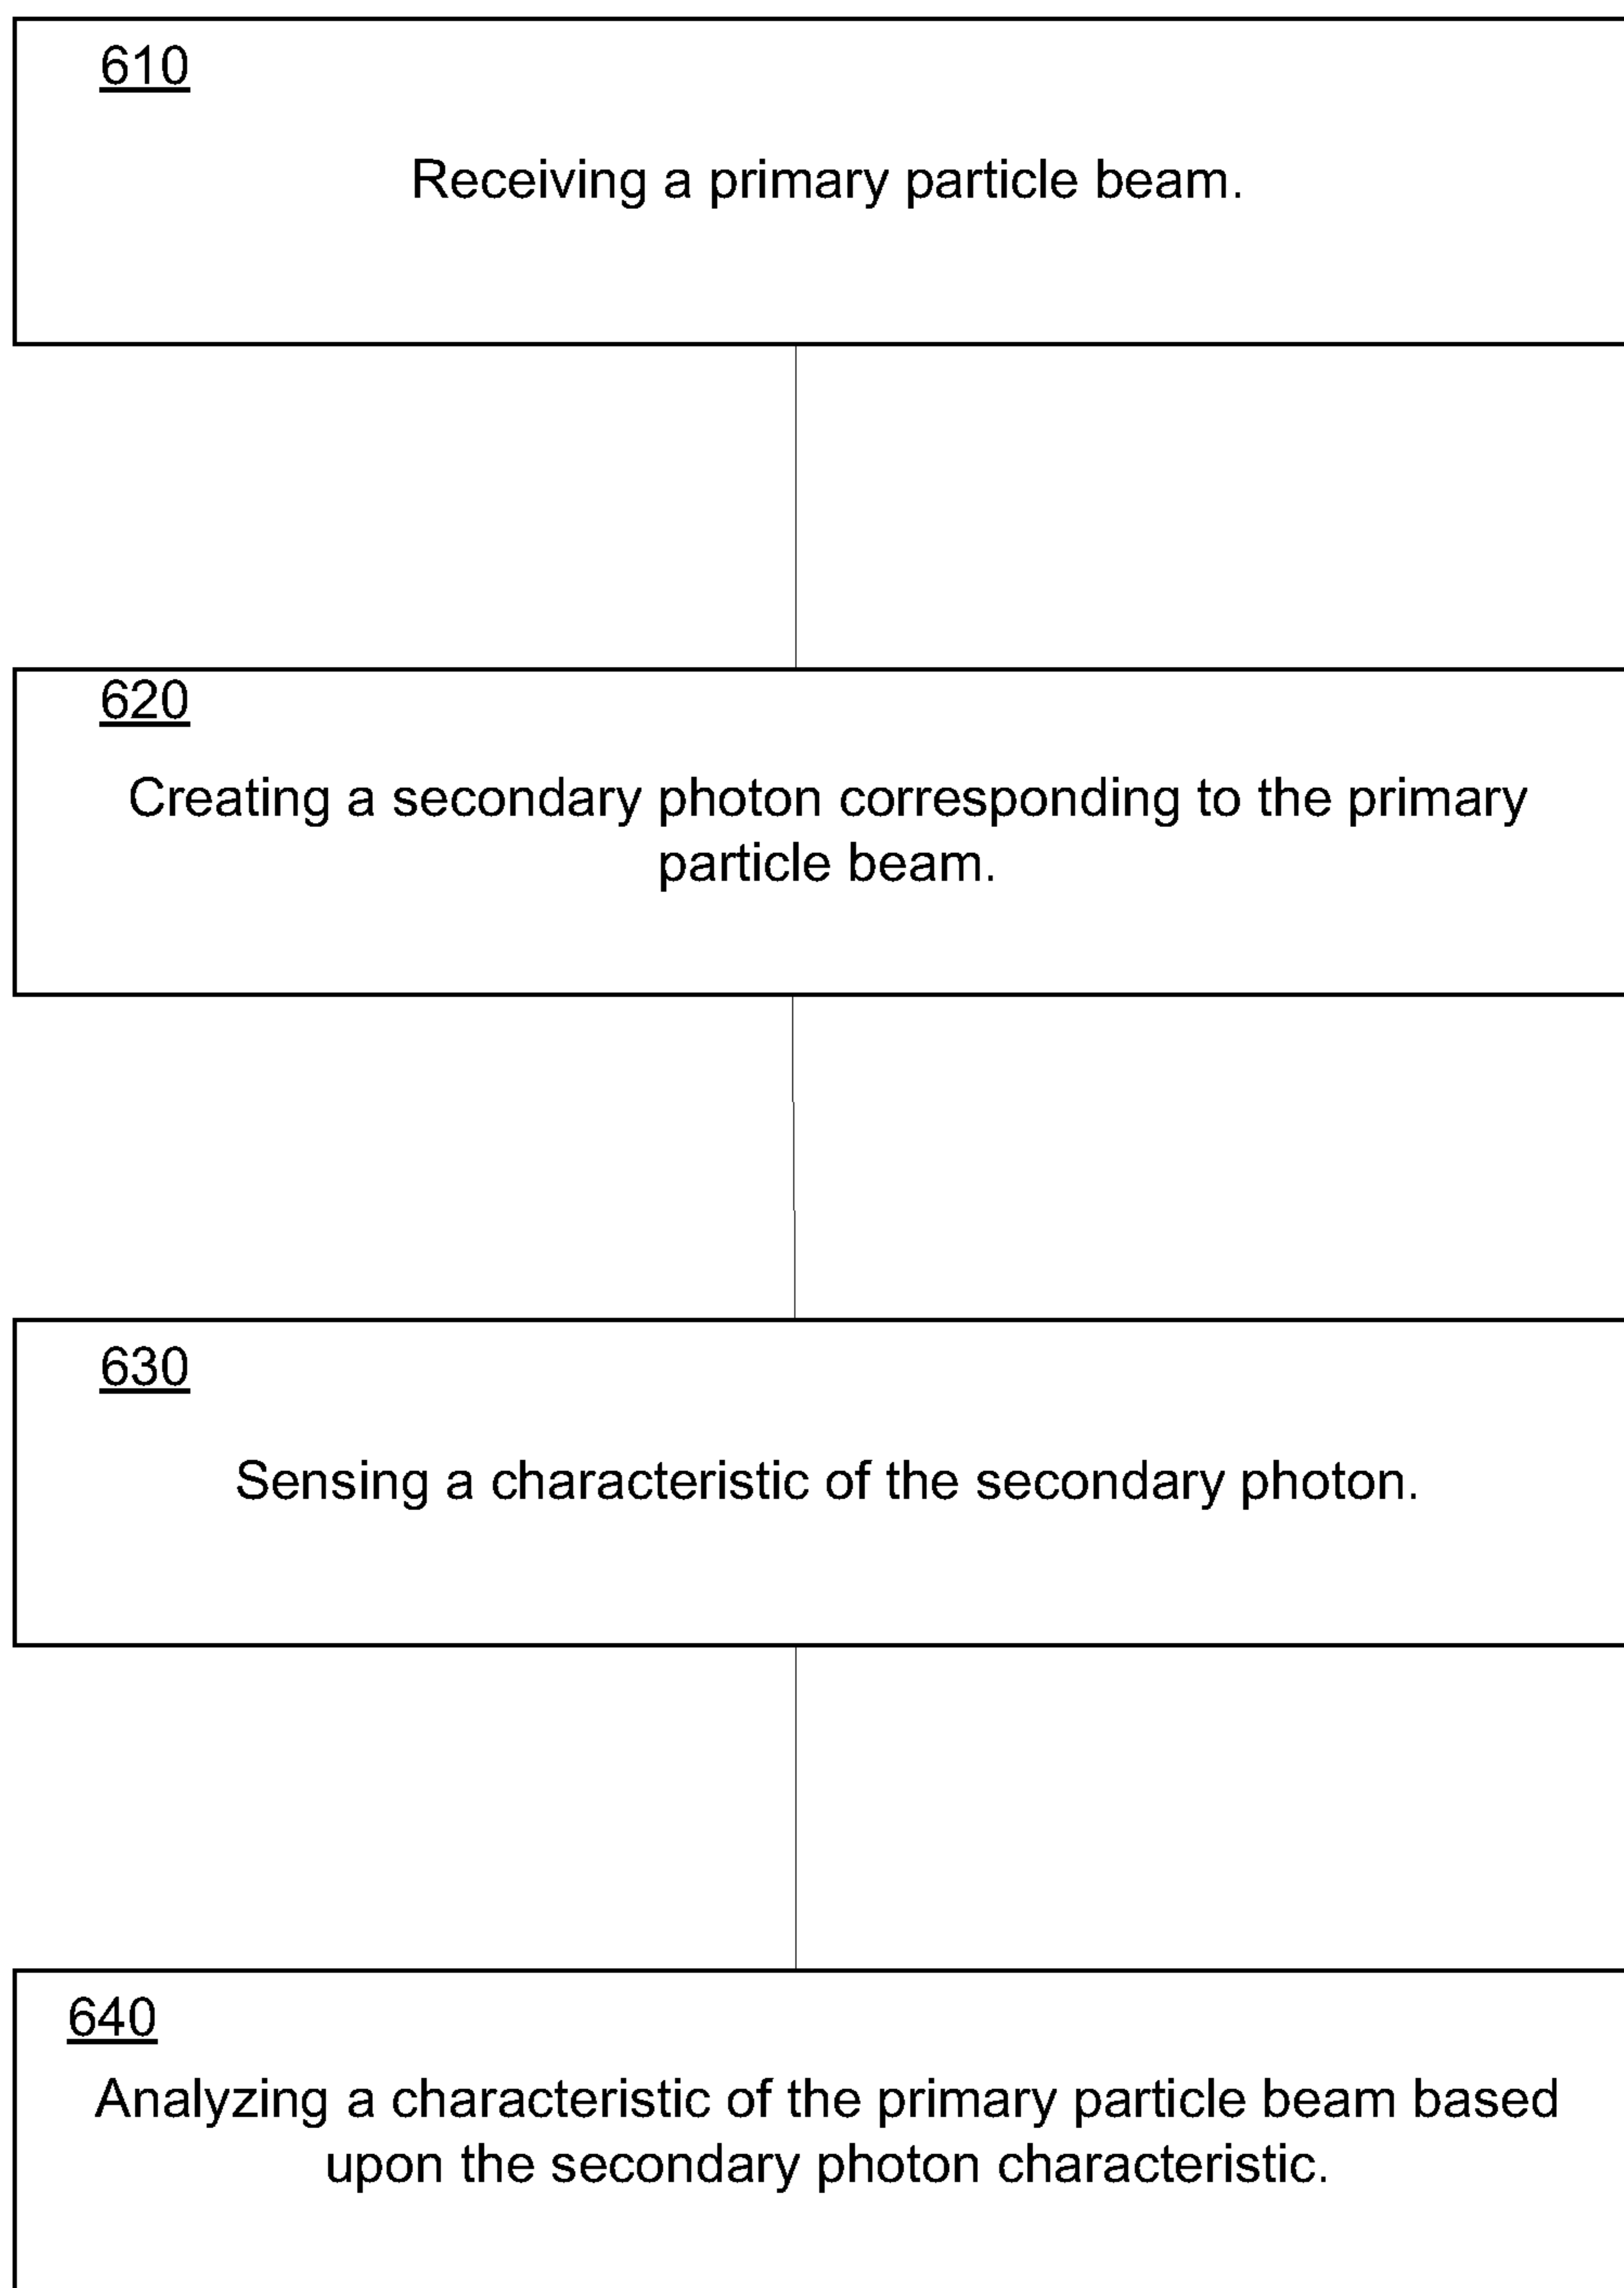 610
Receiving a primary particle beam.
620
Creating a secondary photon corresponding to the primary
particle beam.
630
Sensing a characteristic of the secondary photon.
640
Analyzing a characteristic of the primary particle beam based
upon the secondary photon characteristic.